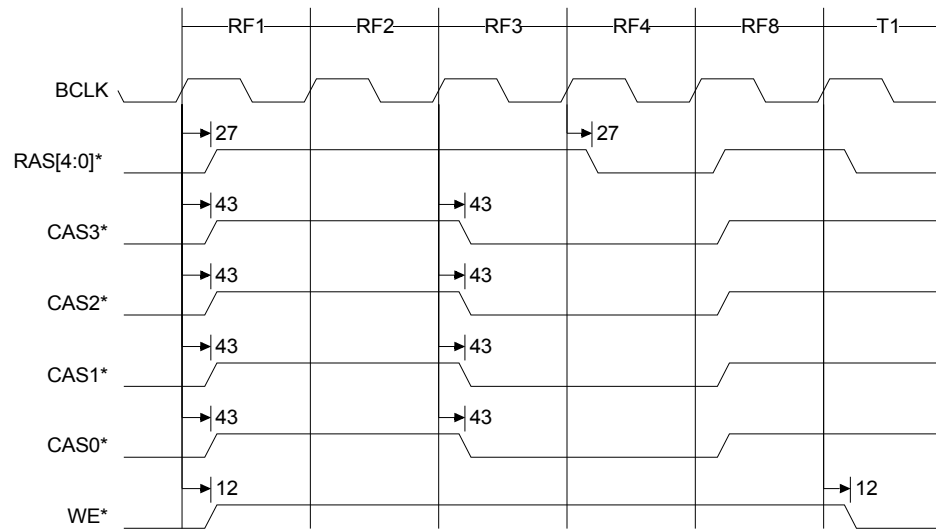 RF1 RF2 RF3 RF4 RF8 T1
BCLK
27 27
RAS[4:0]*
43 43
CAS3*
43 43
CAS2*
43 43
CAS1*
43 43
CAS0*
12 12
WE*